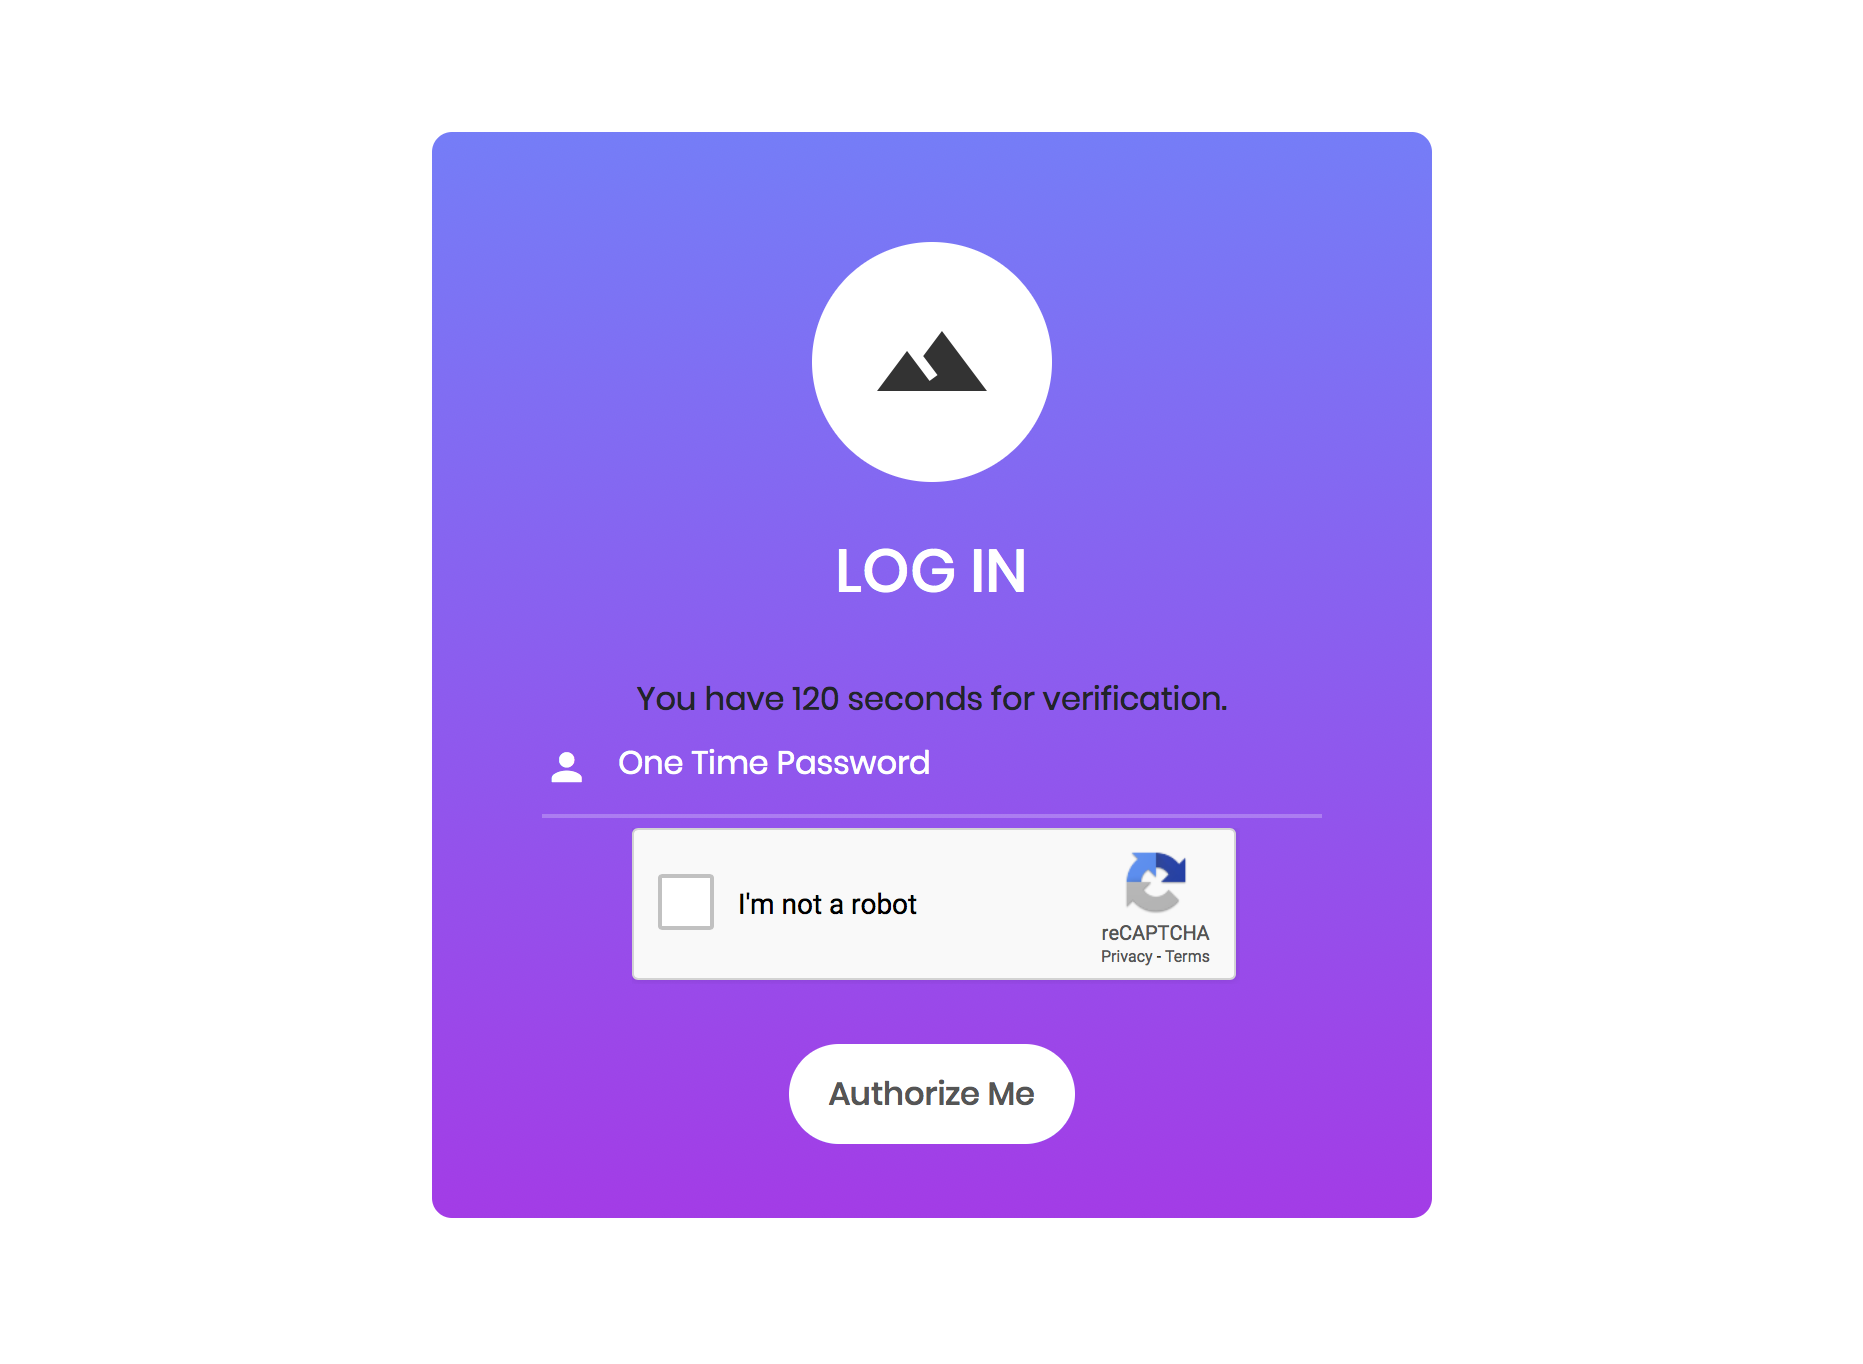 LOG IN
You have 120 seconds for verification.
One Time Password
I'm not a robot
reCAPTCHA
Privacy - Terms
Authorize Me